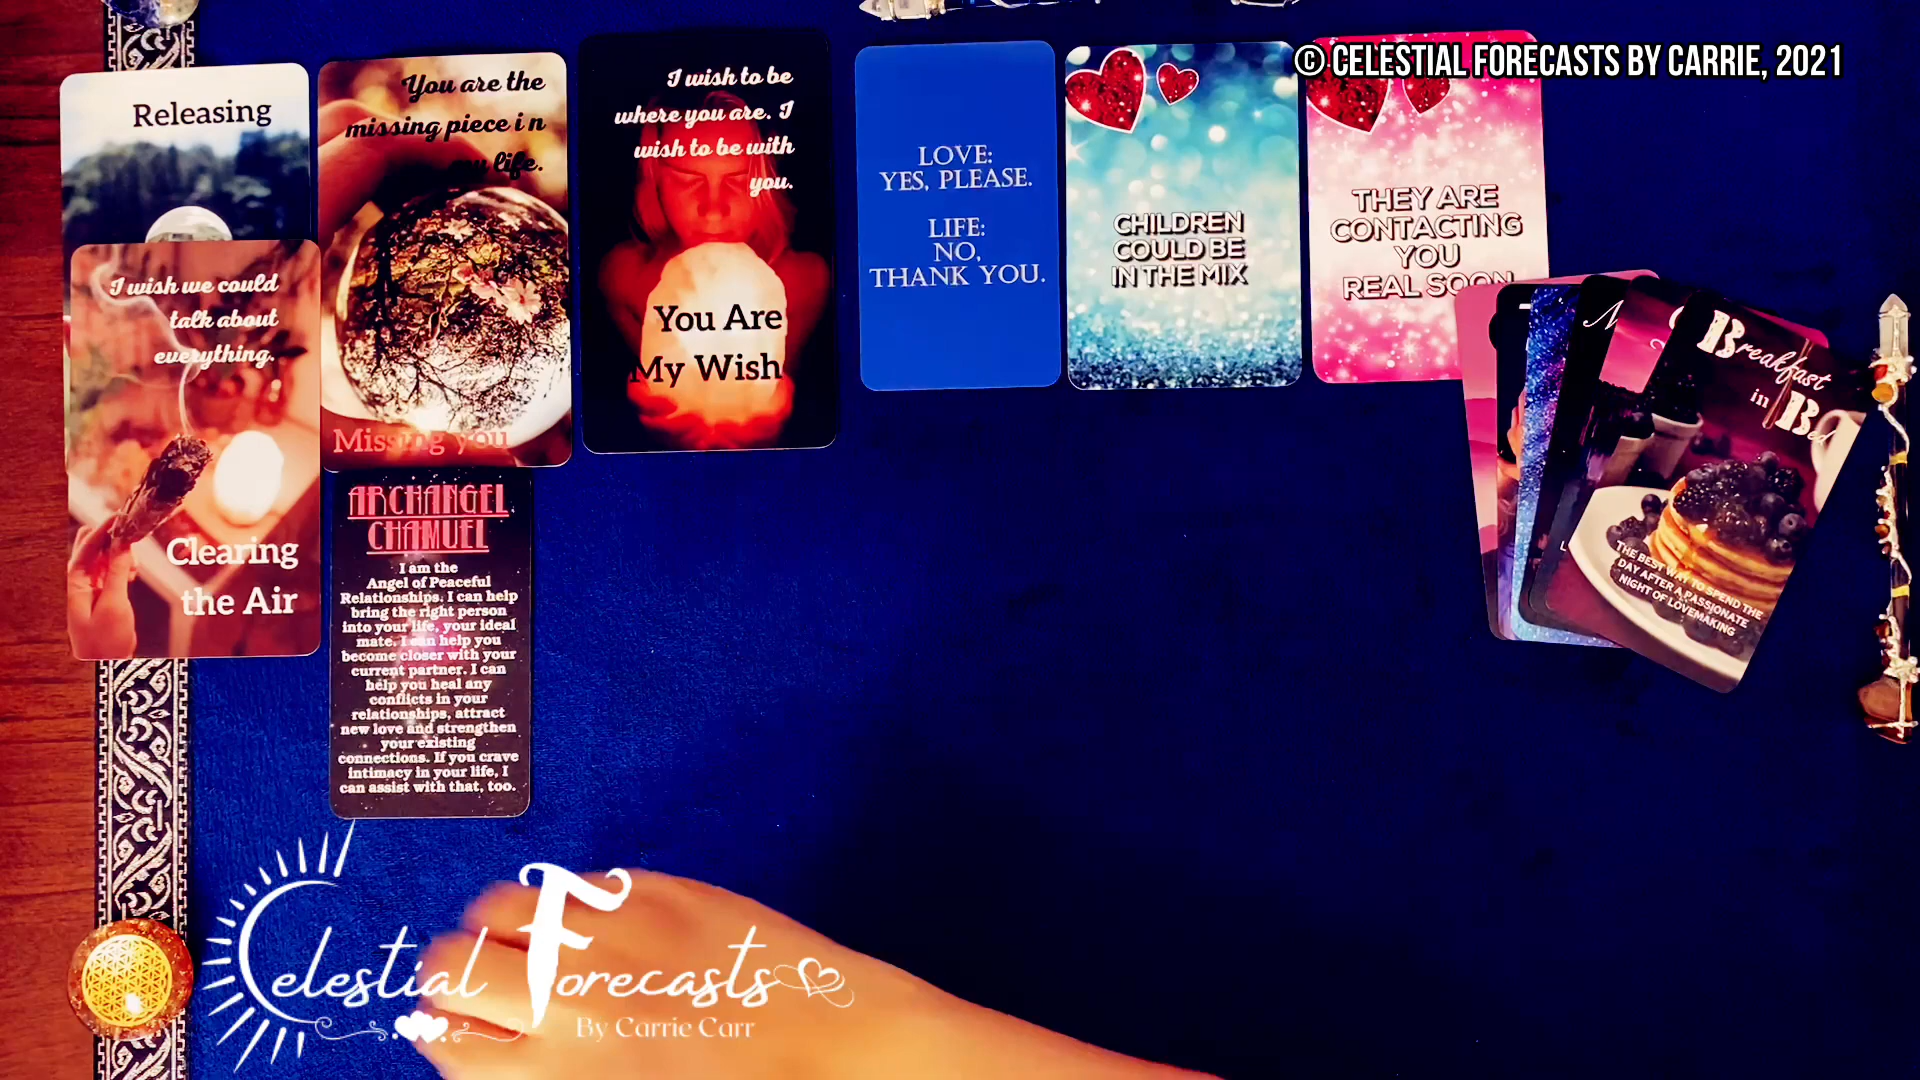 © CELESTIAL FORECASTS BY CARRIE, 2021
Releasing
I wish we could
talk about
everything.
Clearing
the Air
You are the
missing piece i n
my life.
Missing you
I wish to be
where you are. I
wish to be with
you.
You Are
My Wish
LOVE:
YES, PLEASE.
LIFE:
NO,
THANK YOU.
CHILDREN
COULD BE
IN THE MIX
THEY ARE
CONTACTING
YOU
REAL SOON
Breakfast
in Bed
THE BEST WAY TO SPEND THE
DAY AFTER A PASSIONATE
NIGHT OF LOVEMAKING
ARCHANGEL
CHAMUEL
I am the
Angel of Peaceful
Relationships. I can help
bring the right person
into your life, your ideal
mate. I can help you
become closer with your
current partner. I can
help you heal any
conflicts in your
relationships, attract
new love and strengthen
your existing
connections. If you crave
intimacy in your life, I
can assist with that, too.
Celestial Forecasts
By Carrie Carr